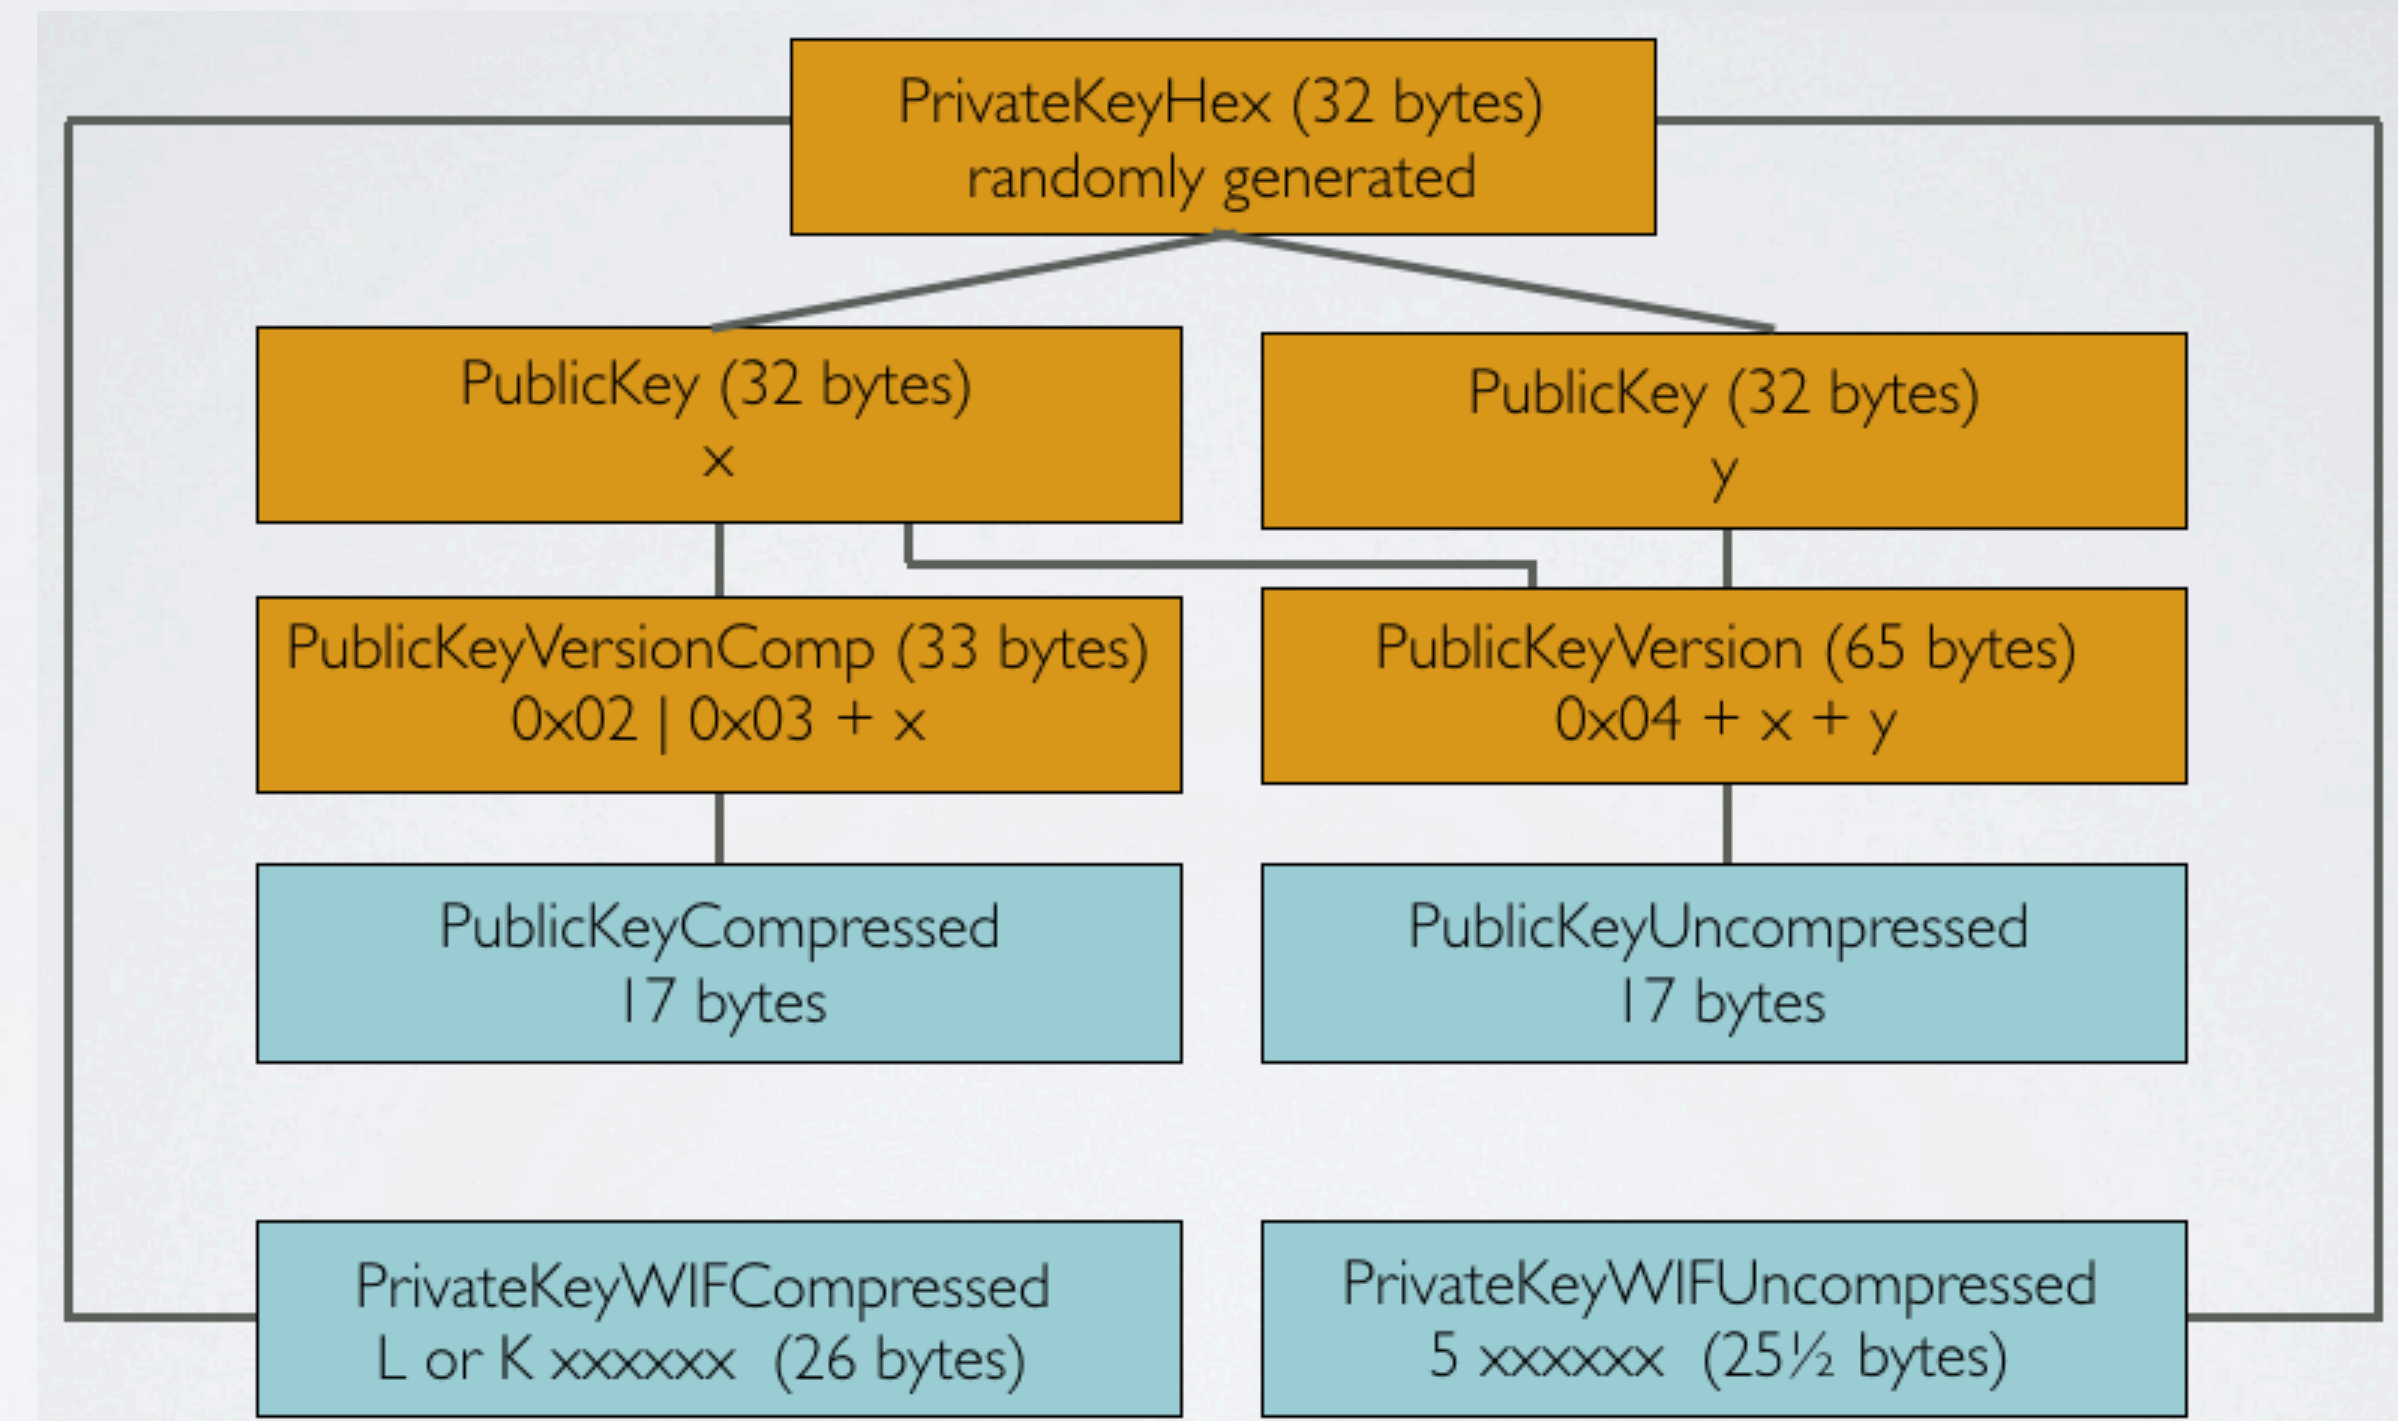 PrivateKeyHex (32 bytes)
randomly generated
PublicKey (32 bytes)
x
PublicKey (32 bytes)
y
PublicKeyVersionComp (33 bytes)
0x02 | 0x03 + x
PublicKeyVersion (65 bytes)
0x04 + x + y
PublicKeyCompressed
17 bytes
PublicKeyUncompressed
17 bytes
PrivateKeyWIFCompressed
L or K xxxxxx (26 bytes)
PrivateKeyWIFUncompressed
5 xxxxxx (25½ bytes)